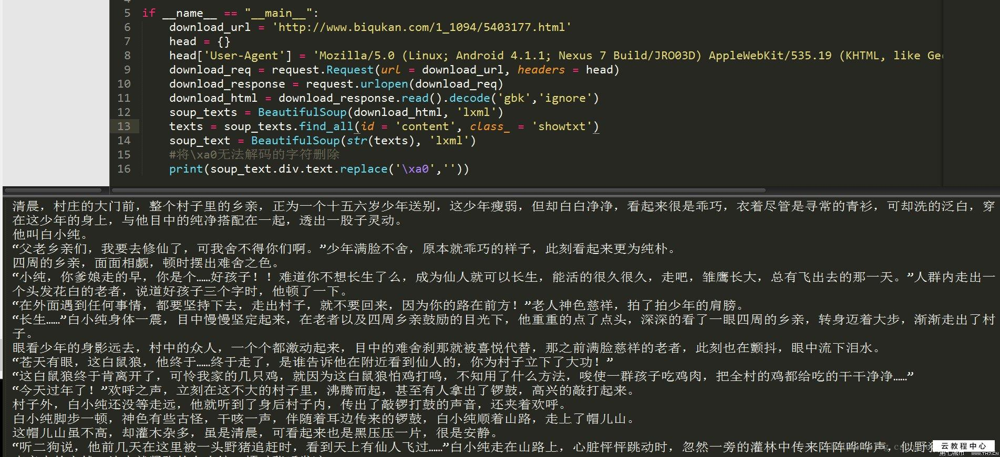 5 if __name__ == "__main__":
6 download_url = 'http://www.biqukan.com/1_1094/5403177.html'
7 head = {}
8 head['User-Agent'] = 'Mozilla/5.0 (Linux; Android 4.1.1; Nexus 7 Build/JRO03D) AppleWebKit/535.19 (KHTML, like Gec
9 download_req = request.Request(url = download_url, headers = head)
10 download_response = request.urlopen(download_req)
11 download_html = download_response.read().decode('gbk','ignore')
12 soup_texts = BeautifulSoup(download_html, 'lxml')
13 texts = soup_texts.find_all(id = 'content', class_ = 'showtxt')
14 soup_text = BeautifulSoup(str(texts), 'lxml')
15 #将\xa0无法解码的字符删除
16 print(soup_text.div.text.replace('\xa0',''))
清晨，村庄的大门前，整个村子里的乡亲，正为一个十五六岁少年送别，这少年瘦弱，但却白白净净，看起来很是乖巧，衣着尽管是寻常的青衫，可却洗的泛白，穿
在这少年的身上，与他目中的纯净搭配在一起，透出一股子灵动。
他叫白小纯。
“父老乡亲们，我要去修仙了，可我舍不得你们啊。”少年满脸不舍，原本就乖巧的样子，此刻看起来更为纯朴。
四周的乡亲，面面相觑，顿时摆出难舍之色。
“小纯，你爹娘走的早，你是个……好孩子！！难道你不想长生了么，成为仙人就可以长生，能活的很久很久，走吧，雏鹰长大，总有飞出去的那一天。”人群内走出一
个头发花白的老者，说道好孩子三个字时，他顿了一下。
“在外面遇到任何事情，都要坚持下去，走出村子，就不要回来，因为你的路在前方！”老人神色慈祥，拍了拍少年的肩膀。
“长生……”白小纯身体一震，目中慢慢坚定起来，在老者以及四周乡亲鼓励的目光下，他重重的点了点头，深深的看了一眼四周的乡亲，转身迈着大步，渐渐走出了村
子。
眼看少年的身影远去，村中的众人，一个个都激动起来，目中的难舍刹那就被喜悦代替，那之前满脸慈祥的老者，此刻也在颤抖，眼中流下泪水。
“苍天有眼，这白鼠狼，他终于……终于走了，是谁告诉他在附近看到仙人的，你为村子立下了大功！”
“这白鼠狼终于肯离开了，可怜我家的几只鸡，就因为这白鼠狼怕鸡打鸣，不知用了什么方法，唆使一群孩子吃鸡肉，把全村的鸡都给吃的干干净净……”
“今天过年了！”欢呼之声，立刻在这不大的村子里，沸腾而起，甚至有人拿出了锣鼓，高兴的敲打起来。
村子外，白小纯还没等走远，他就听到了身后村子内，传出了敲锣打鼓的声音，还夹着欢呼。
白小纯脚步一顿，神色有些古怪，干咳一声，伴随着耳边传来的锣鼓，白小纯顺着山路，走上了帽儿山。
这帽儿山虽不高，却灌木杂多，虽是清晨，可看起来也是黑压压一片，很是安静。
“听二狗说，他前几天在这里被一头野猪追赶时，看到天上有仙人飞过……”白小纯走在山路上，心脏怦怦跳动时，忽然一旁的灌林中传来阵阵哗哗声，似野猪
云教程中心
第七城市 www.TH7.CN